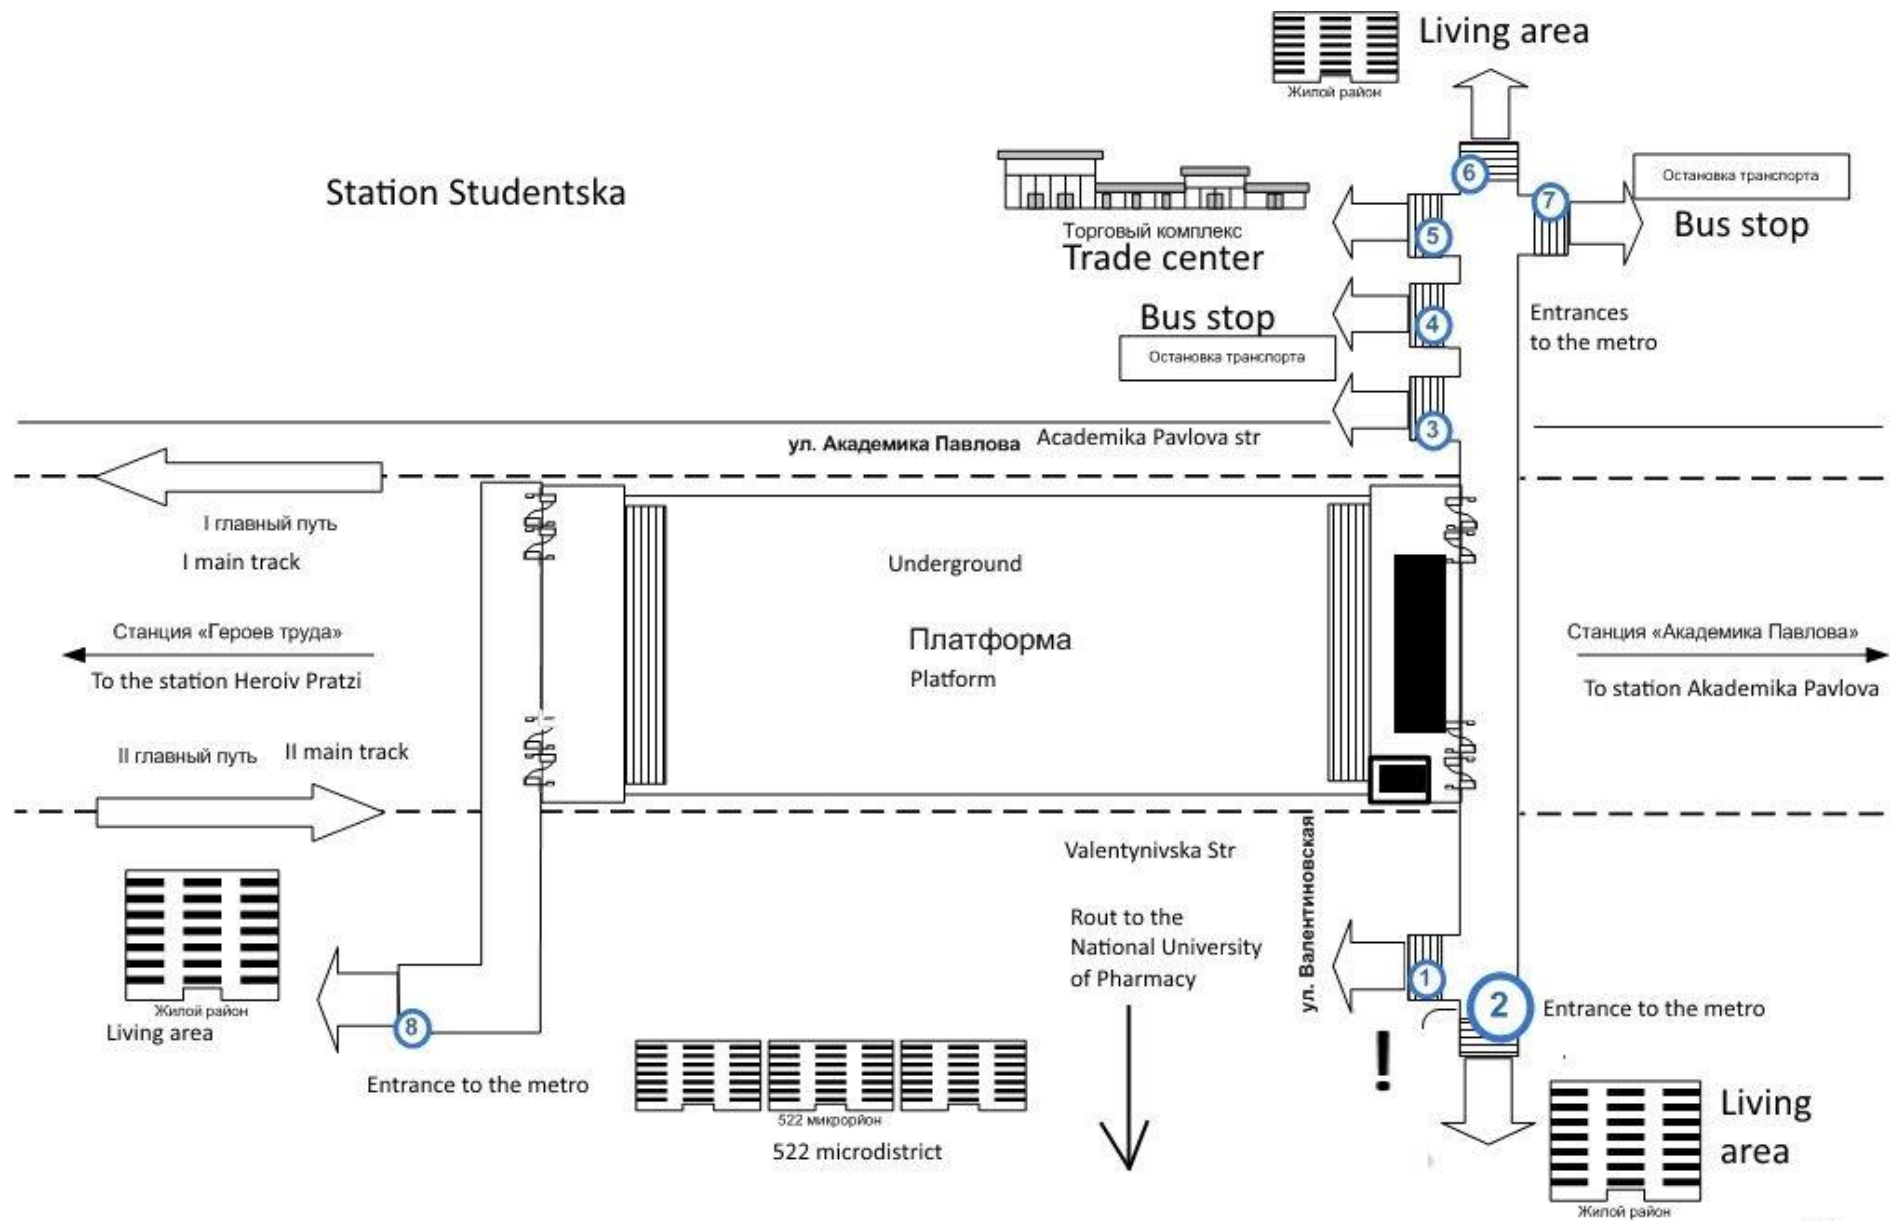 Living area
Жилой район
6
Остановка транспорта
7
Bus stop
Station Studentska
5
Торговый комплекс
Trade center
Bus stop
4
Entrances
to the metro
Остановка транспорта
3
ул. Академика Павлова
Academika Pavlova str
I главный путь
I main track
Underground
Станция «Героев труда»
To the station Heroiv Pratzi
Платформа
Platform
Станция «Академика Павлова»
To station Akademika Pavlova
II главный путь
II main track
Valentynivska Str
ул. Валентиновская
Rout to the
National University
of Pharmacy
1
2
Entrance to the metro
Жилой район
Living area
8
!
Entrance to the metro
522 микрорйон
522 microdistrict
Living
area
Жилой район